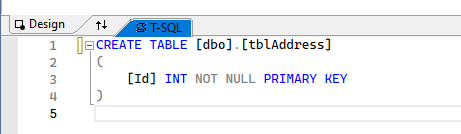 Design T-SQL
1 CREATE TABLE [dbo].[tblAddress]
2 (
3 [Id] INT NOT NULL PRIMARY KEY
4 )
5